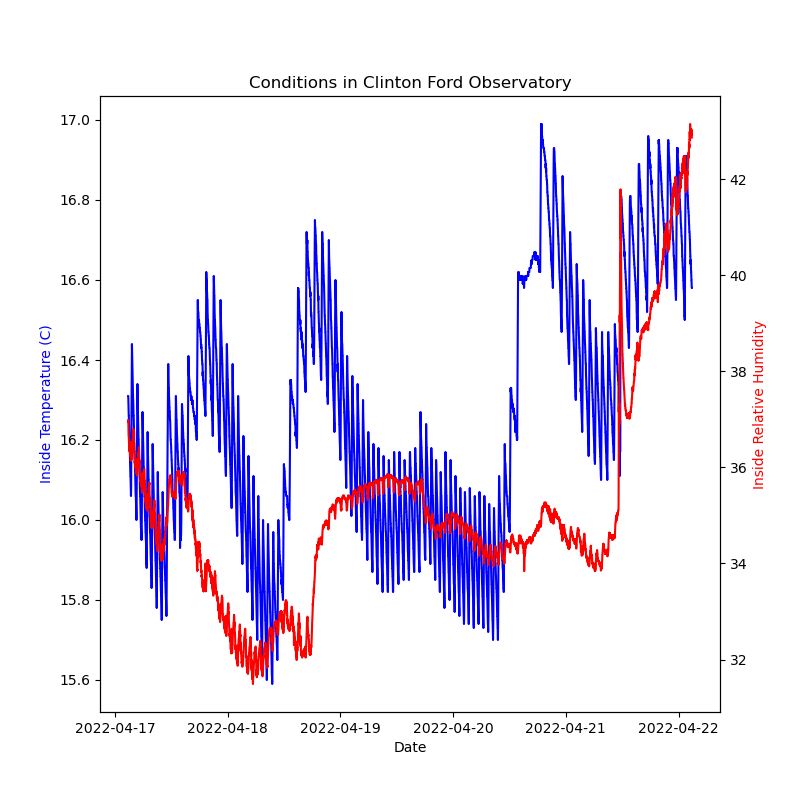 Conditions in Clinton Ford Observatory
17.0
16.8
16.6
16.4
16.2
16.0
15.8
15.6
Inside Temperature (C)
42
40
38
36
34
32
Inside Relative Humidity
2022-04-17 2022-04-18 2022-04-19 2022-04-20 2022-04-21 2022-04-22
Date